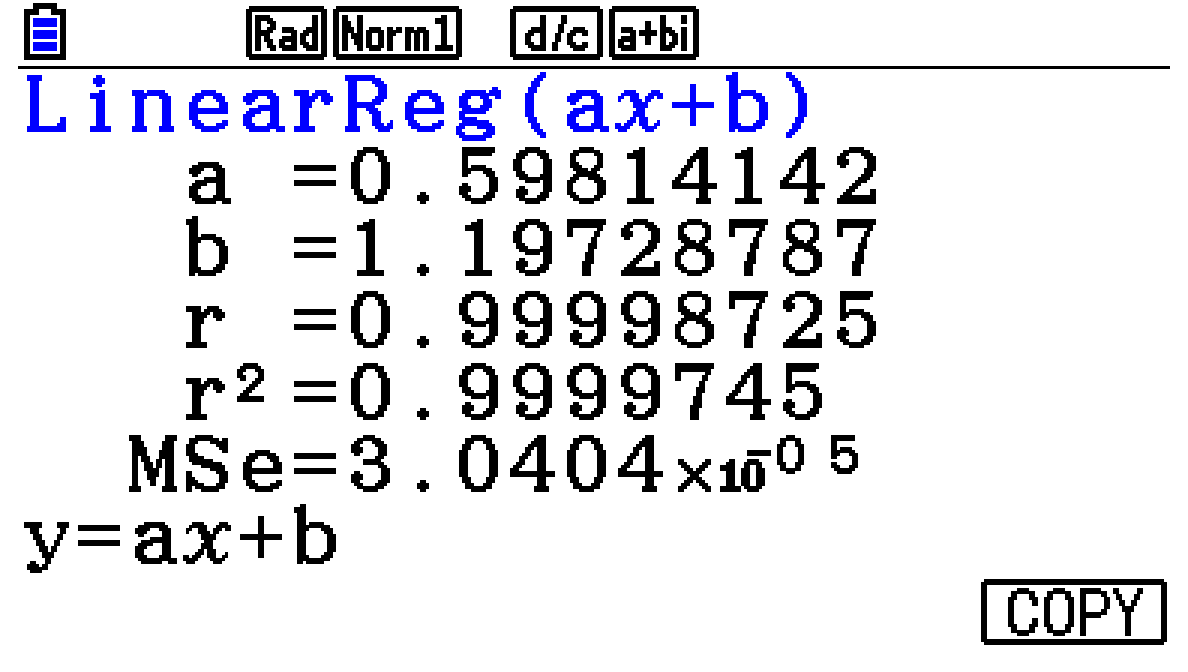 Rad Norm1 d/c a+bi
LinearReg(ax+b)
a =0.59814142
b =1.19728787
r =0.99998725
r²=0.9999745
MSe=3.0404×10⁻⁰⁵
y=ax+b
COPY